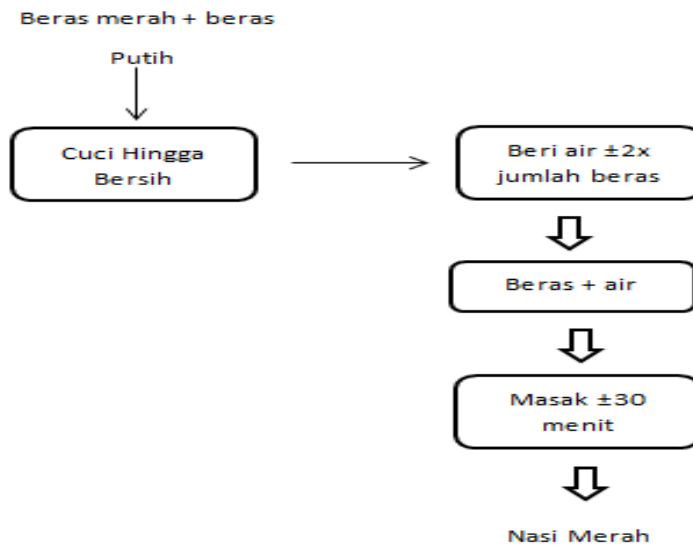 Beras merah + beras
Putih
Cuci Hingga
Bersih
Beri air ±2x
jumlah beras
Beras + air
Masak ±30
menit
Nasi Merah